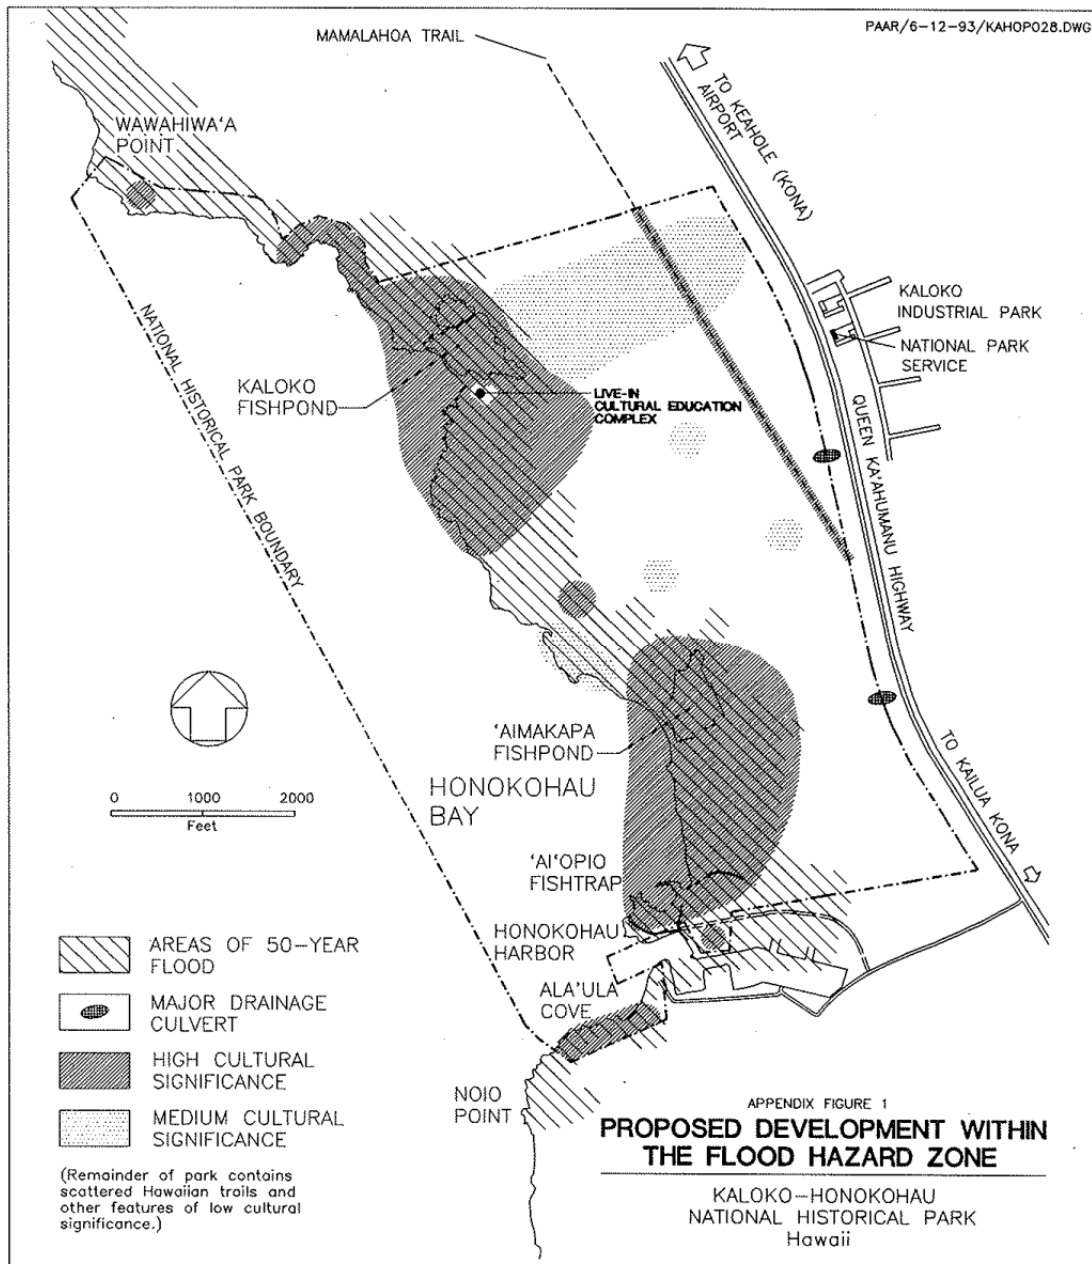 PAAR/6-12-93/KAHOP028.DWG
MAMALAHOA TRAIL
TO KEAHOLE (KONA)
AIRPORT
WAWAHIWA'A
POINT
NATIONAL HISTORICAL PARK BOUNDARY
KALOKO
INDUSTRIAL PARK
NATIONAL PARK
SERVICE
KALOKO
FISHPOND
LIVE-IN
CULTURAL EDUCATION
COMPLEX
QUEEN KA'AHUMANU HIGHWAY
'AIMAKAPA
FISHPOND
HONOKOHAU
BAY
TO KAILUA KONA
0 1000 2000
Feet
'AI'OPIO
FISHTRAP
HONOKOHAU
HARBOR
ALA'ULA
COVE
NOIO
POINT
AREAS OF 50-YEAR
FLOOD
MAJOR DRAINAGE
CULVERT
HIGH CULTURAL
SIGNIFICANCE
MEDIUM CULTURAL
SIGNIFICANCE
(Remainder of park contains
scattered Hawaiian trails and
other features of low cultural
significance.)
APPENDIX FIGURE 1
PROPOSED DEVELOPMENT WITHIN
THE FLOOD HAZARD ZONE
KALOKO-HONOKOHAU
NATIONAL HISTORICAL PARK
Hawaii